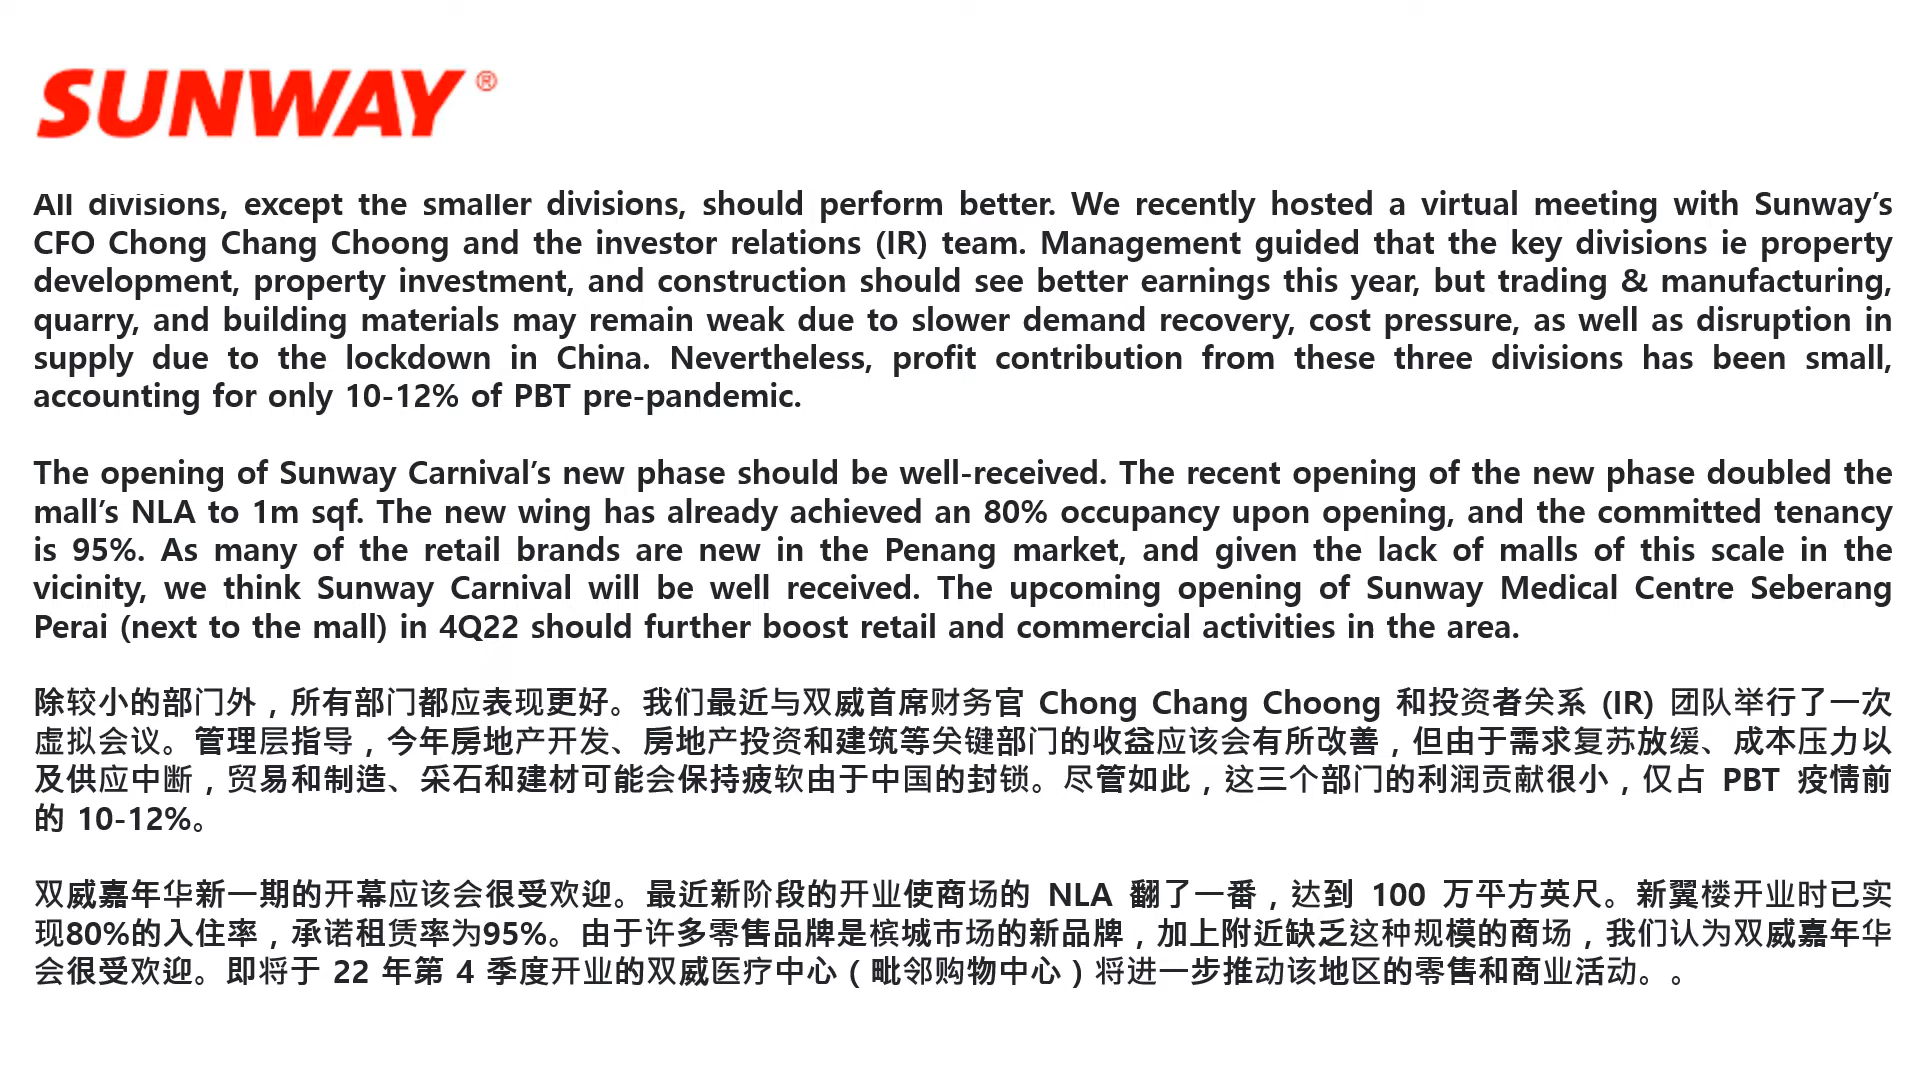 SUNWAY®
All divisions, except the smaller divisions, should perform better. We recently hosted a virtual meeting with Sunway’s
CFO Chong Chang Choong and the investor relations (IR) team. Management guided that the key divisions ie property
development, property investment, and construction should see better earnings this year, but trading & manufacturing,
quarry, and building materials may remain weak due to slower demand recovery, cost pressure, as well as disruption in
supply due to the lockdown in China. Nevertheless, profit contribution from these three divisions has been small,
accounting for only 10-12% of PBT pre-pandemic.
The opening of Sunway Carnival’s new phase should be well-received. The recent opening of the new phase doubled the
mall’s NLA to 1m sqf. The new wing has already achieved an 80% occupancy upon opening, and the committed tenancy
is 95%. As many of the retail brands are new in the Penang market, and given the lack of malls of this scale in the
vicinity, we think Sunway Carnival will be well received. The upcoming opening of Sunway Medical Centre Seberang
Perai (next to the mall) in 4Q22 should further boost retail and commercial activities in the area.
除较小的部门外，所有部门都应表现更好。我们最近与双威首席财务官 Chong Chang Choong 和投资者关系 (IR) 团队举行了一次
虚拟会议。管理层指导，今年房地产开发、房地产投资和建筑等关键部门的收益应该会有所改善，但由于需求复苏放缓、成本压力以
及供应中断，贸易和制造、采石和建材可能会保持疲软由于中国的封锁。尽管如此，这三个部门的利润贡献很小，仅占 PBT 疫情前
的 10-12%。
双威嘉年华新一期的开幕应该会很受欢迎。最近新阶段的开业使商场的 NLA 翻了一番，达到 100 万平方英尺。新翼楼开业时已实
现80%的入住率，承诺租赁率为95%。由于许多零售品牌是槟城市场的新品牌，加上附近缺乏这种规模的商场，我们认为双威嘉年华
会很受欢迎。即将于 22 年第 4 季度开业的双威医疗中心（毗邻购物中心）将进一步推动该地区的零售和商业活动。。